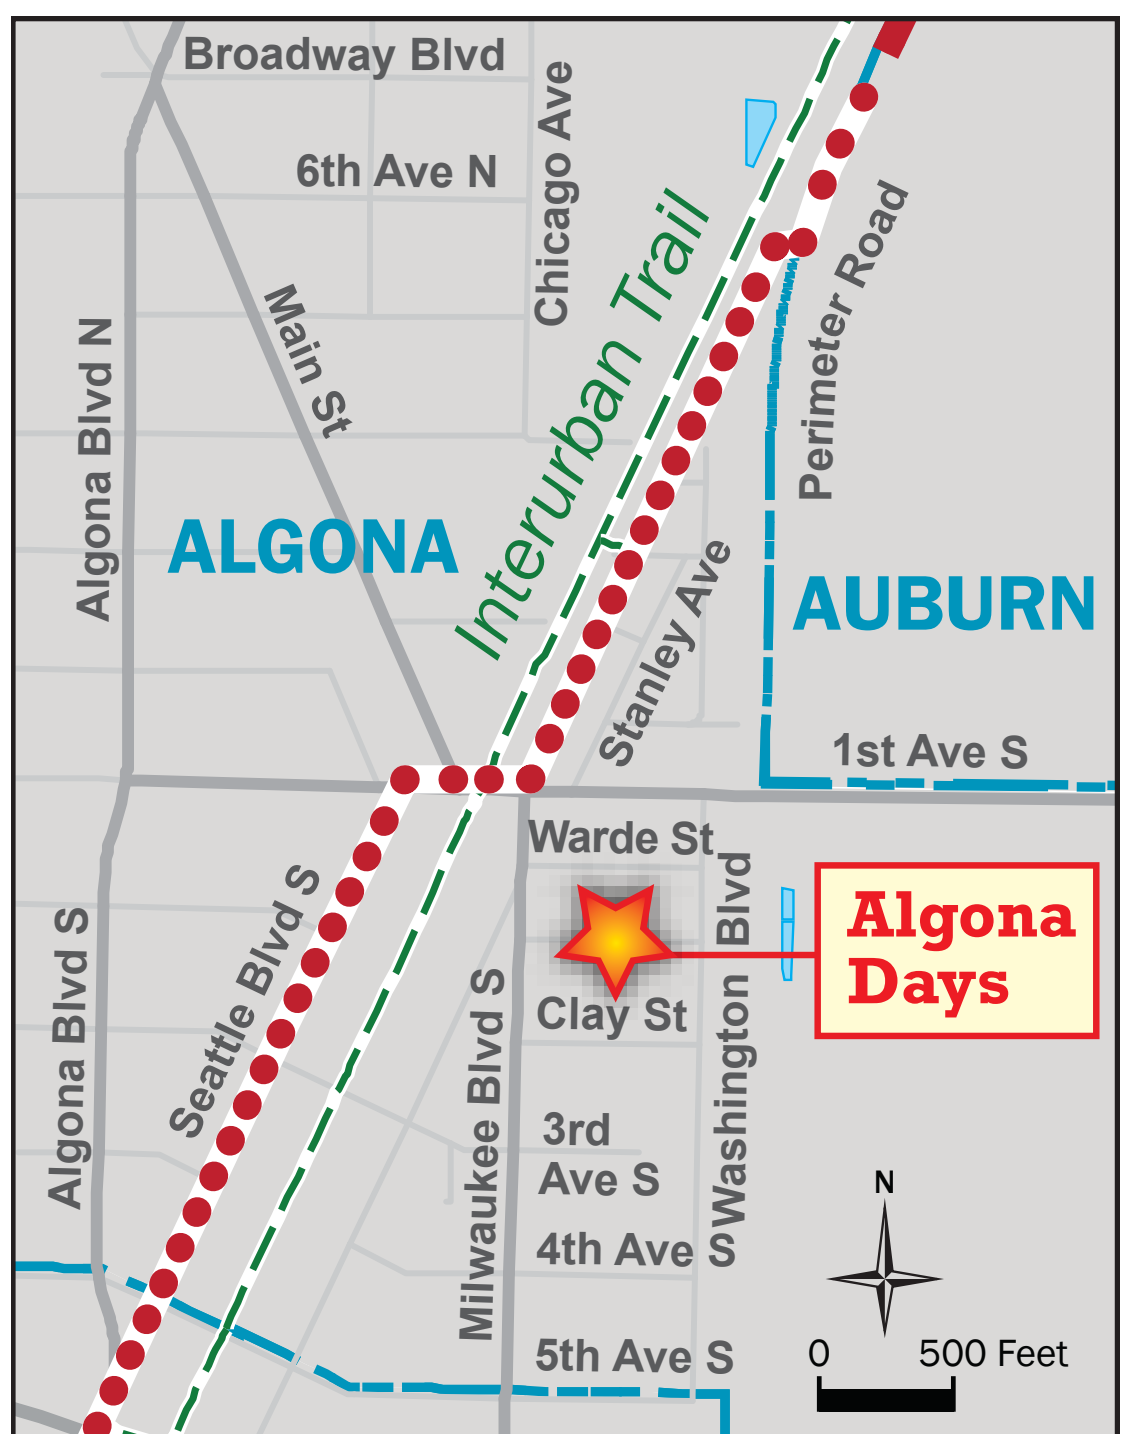 Broadway Blvd
6th Ave N
Chicago Ave
Interurban Trail
Perimeter Road
Main St
Algona Blvd N
ALGONA
AUBURN
Stanley Ave
1st Ave S
Warde St
Algona
Days
Washington Blvd
Seattle Blvd S
Algona Blvd S
Milwaukee Blvd S
Clay St
3rd
Ave S
4th Ave S
5th Ave S
N
0 500 Feet